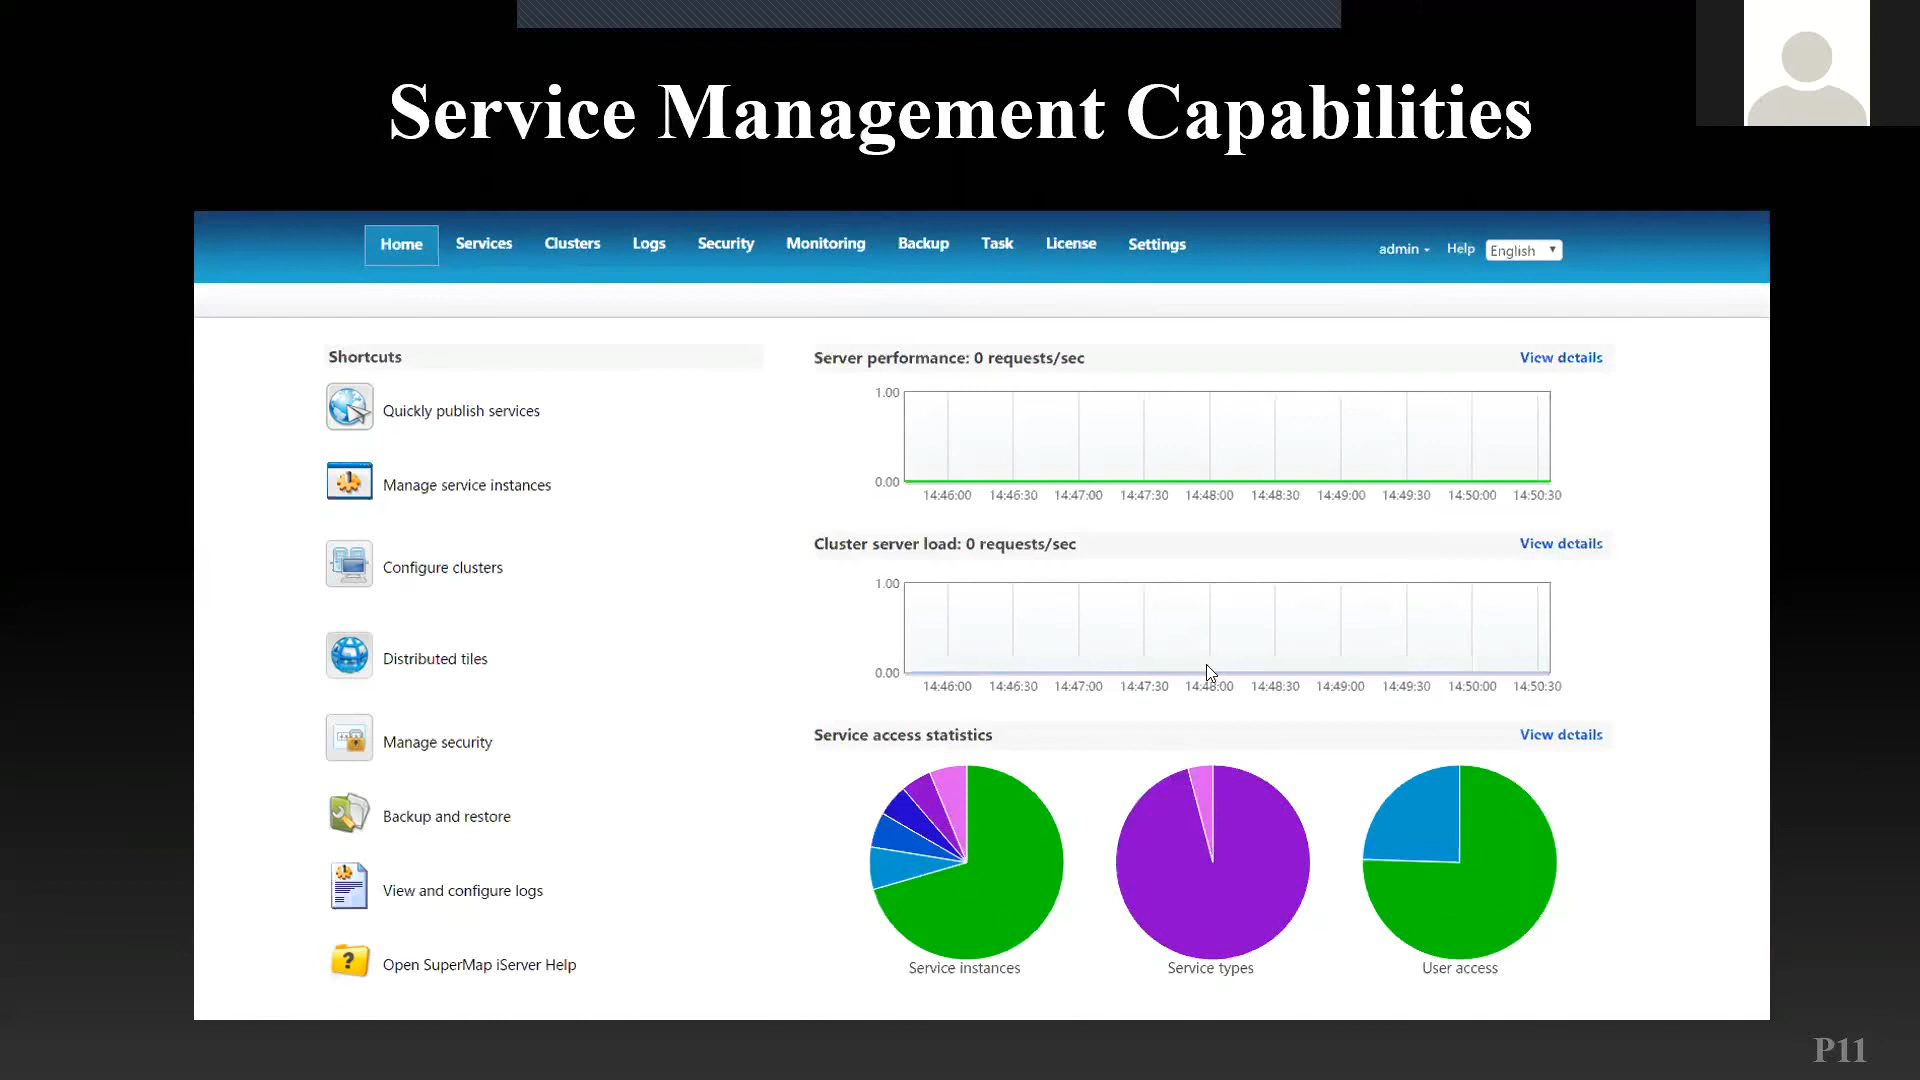 Service Management Capabilities
Home Services Clusters Logs Security Monitoring Backup Task License Settings admin Help English
Shortcuts
Quickly publish services
Manage service instances
Configure clusters
Distributed tiles
Manage security
Backup and restore
View and configure logs
Open SuperMap iServer Help
Server performance: 0 requests/sec View details
1.00
0.00
14:46:00 14:46:30 14:47:00 14:47:30 14:48:00 14:48:30 14:49:00 14:49:30 14:50:00 14:50:30
Cluster server load: 0 requests/sec View details
1.00
0.00
14:46:00 14:46:30 14:47:00 14:47:30 14:48:00 14:48:30 14:49:00 14:49:30 14:50:00 14:50:30
Service access statistics View details
Service instances Service types User access
P11